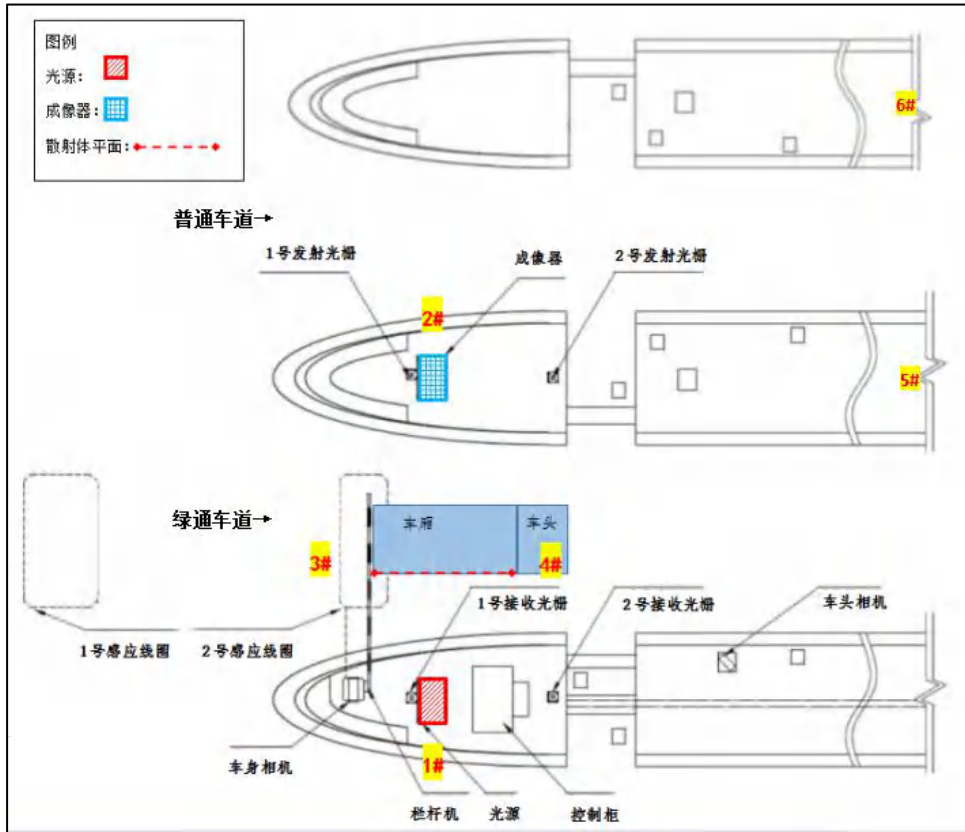 图例
光源：
成像器：
散射体平面：
6#
普通车道→
1号发射光栅
成像器
2号发射光栅
2#
5#
绿通车道→
车厢
车头
3#
4#
1号接收光栅
2号接收光栅
车头相机
1号感应线圈
2号感应线圈
车身相机
1#
栏杆机
光源
控制柜